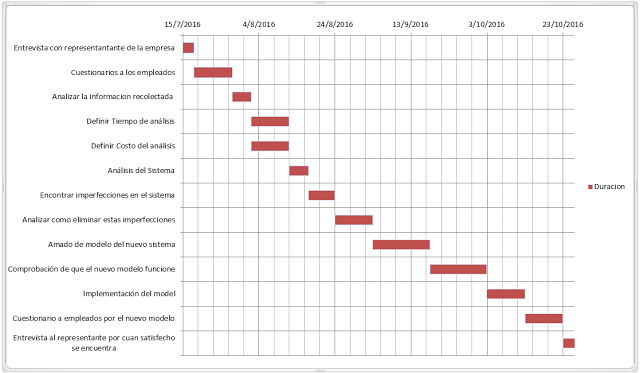 15/7/2016 4/8/2016 24/8/2016 13/9/2016 3/10/2016 23/10/2016
Entrevista con representantante de la empresa
Cuestionarios a los empleados
Analizar la informacion recolectada
Definir Tiempo de análisis
Definir Costo del análisis
Análisis del Sistema
Encontrar imperfecciones en el sistema
Analizar como eliminar estas imperfecciones
Amado de modelo del nuevo sistema
Comprobación de que el nuevo modelo funcione
Implementación del model
Cuestionario a empleados por el nuevo modelo
Entrevista al representante por cuan satisfecho
se encuentra
Duracion